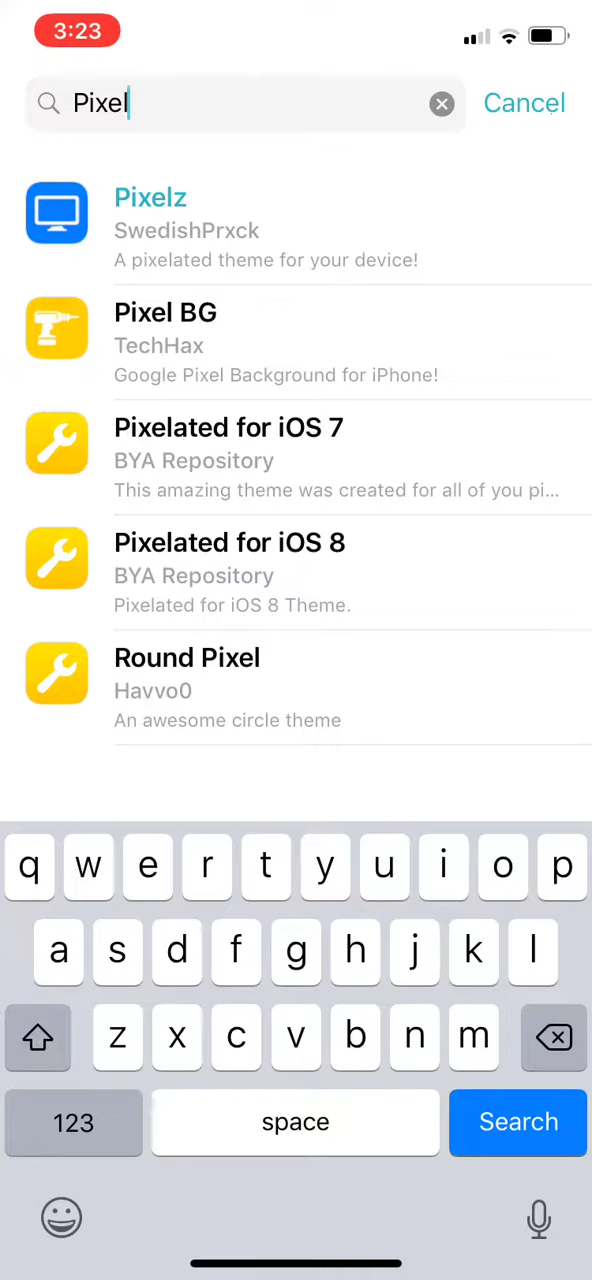 3:23
Pixel
Cancel
Pixelz
SwedishPrxck
A pixelated theme for your device!
Pixel BG
TechHax
Google Pixel Background for iPhone!
Pixelated for iOS 7
BYA Repository
This amazing theme was created for all of you pi...
Pixelated for iOS 8
BYA Repository
Pixelated for iOS 8 Theme.
Round Pixel
Havvo0
An awesome circle theme
q w e r t y u i o p
a s d f g h j k l
z x c v b n m
123 space Search